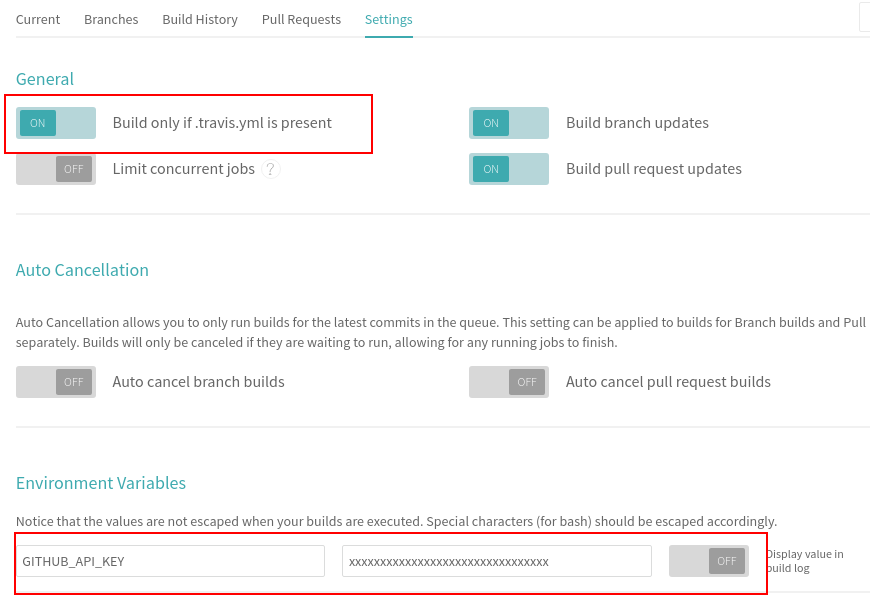 Current Branches Build History Pull Requests Settings
General
ON Build only if .travis.yml is present ON Build branch updates
OFF Limit concurrent jobs ? ON Build pull request updates
Auto Cancellation
Auto Cancellation allows you to only run builds for the latest commits in the queue. This setting can be applied to builds for Branch builds and Pull
separately. Builds will only be canceled if they are waiting to run, allowing for any running jobs to finish.
OFF Auto cancel branch builds OFF Auto cancel pull request builds
Environment Variables
Notice that the values are not escaped when your builds are executed. Special characters (for bash) should be escaped accordingly.
GITHUB_API_KEY xxxxxxxxxxxxxxxxxxxxxxxxxxxxxxxx OFF Display value in
build log